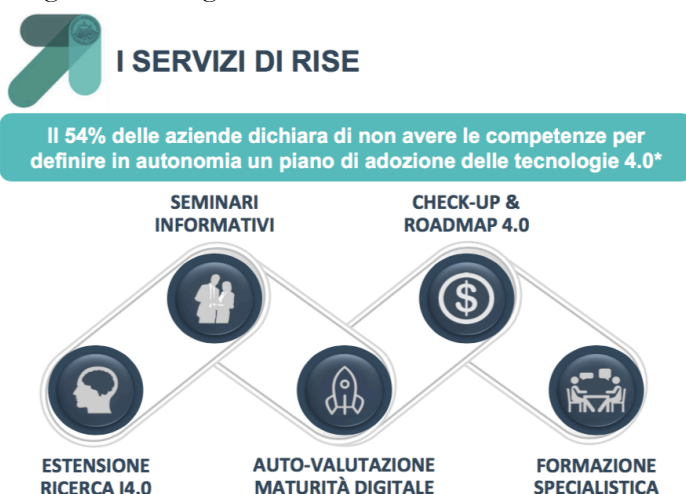 I SERVIZI DI RISE
Il 54% delle aziende dichiara di non avere le competenze per
definire in autonomia un piano di adozione delle tecnologie 4.0*
SEMINARI
INFORMATIVI
CHECK-UP &
ROADMAP 4.0
$
ESTENSIONE
RICERCA I4.0
AUTO-VALUTAZIONE
MATURITÀ DIGITALE
FORMAZIONE
SPECIALISTICA